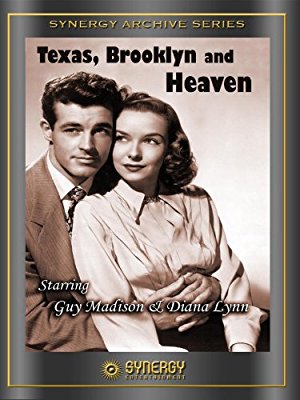 SYNERGY ARCHIVE SERIES
Texas, Brooklyn and
Heaven
Starring
Guy Madison & Diana Lynn
SYNERGY
ENTERTAINMENT